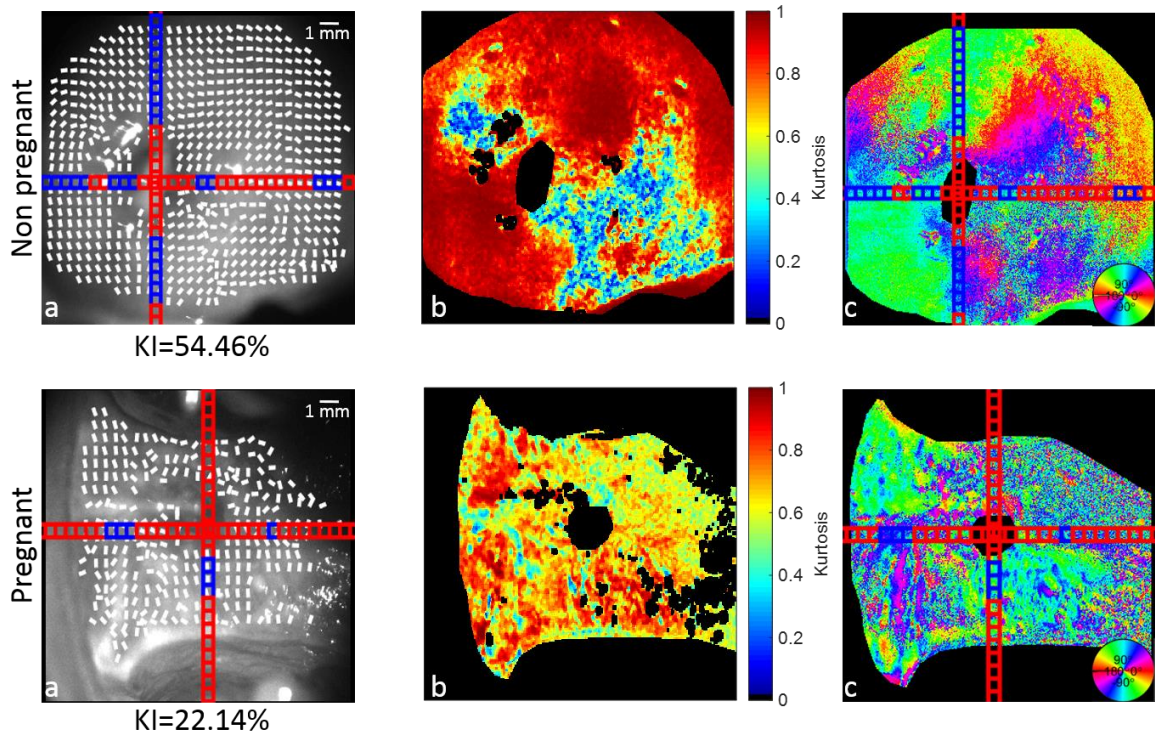 Non pregnant
1 mm
a
KI=54.46%
b
1
0.8
0.6
0.4
0.2
0
Kurtosis
c
90°
180°
0°
-90°
Pregnant
1 mm
a
KI=22.14%
b
1
0.8
0.6
0.4
0.2
0
Kurtosis
c
90°
180°
0°
-90°